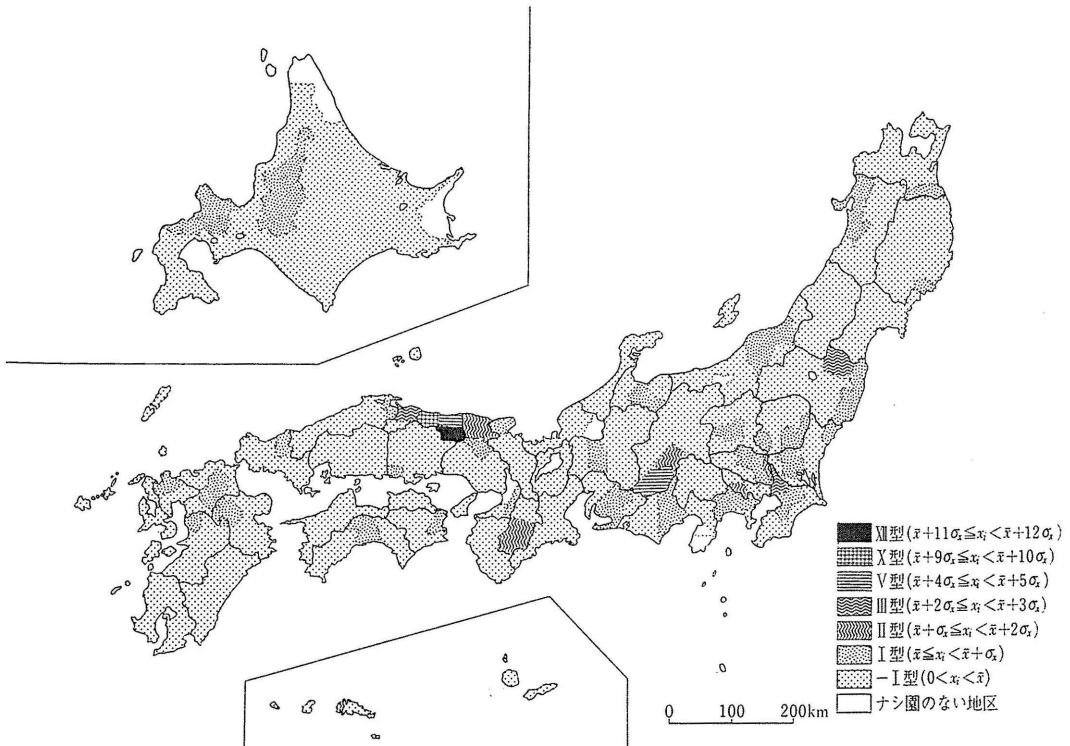 XII型(x̄+11σₓ≦xᵢ<x̄+12σₓ)
X型(x̄+9σₓ≦xᵢ<x̄+10σₓ)
V型(x̄+4σₓ≦xᵢ<x̄+5σₓ)
III型(x̄+2σₓ≦xᵢ<x̄+3σₓ)
II型(x̄+σₓ≦xᵢ<x̄+2σₓ)
I型(x̄≦xᵢ<x̄+σₓ)
－I型(0<xᵢ<x̄)
ナシ園のない地区
0 100 200km